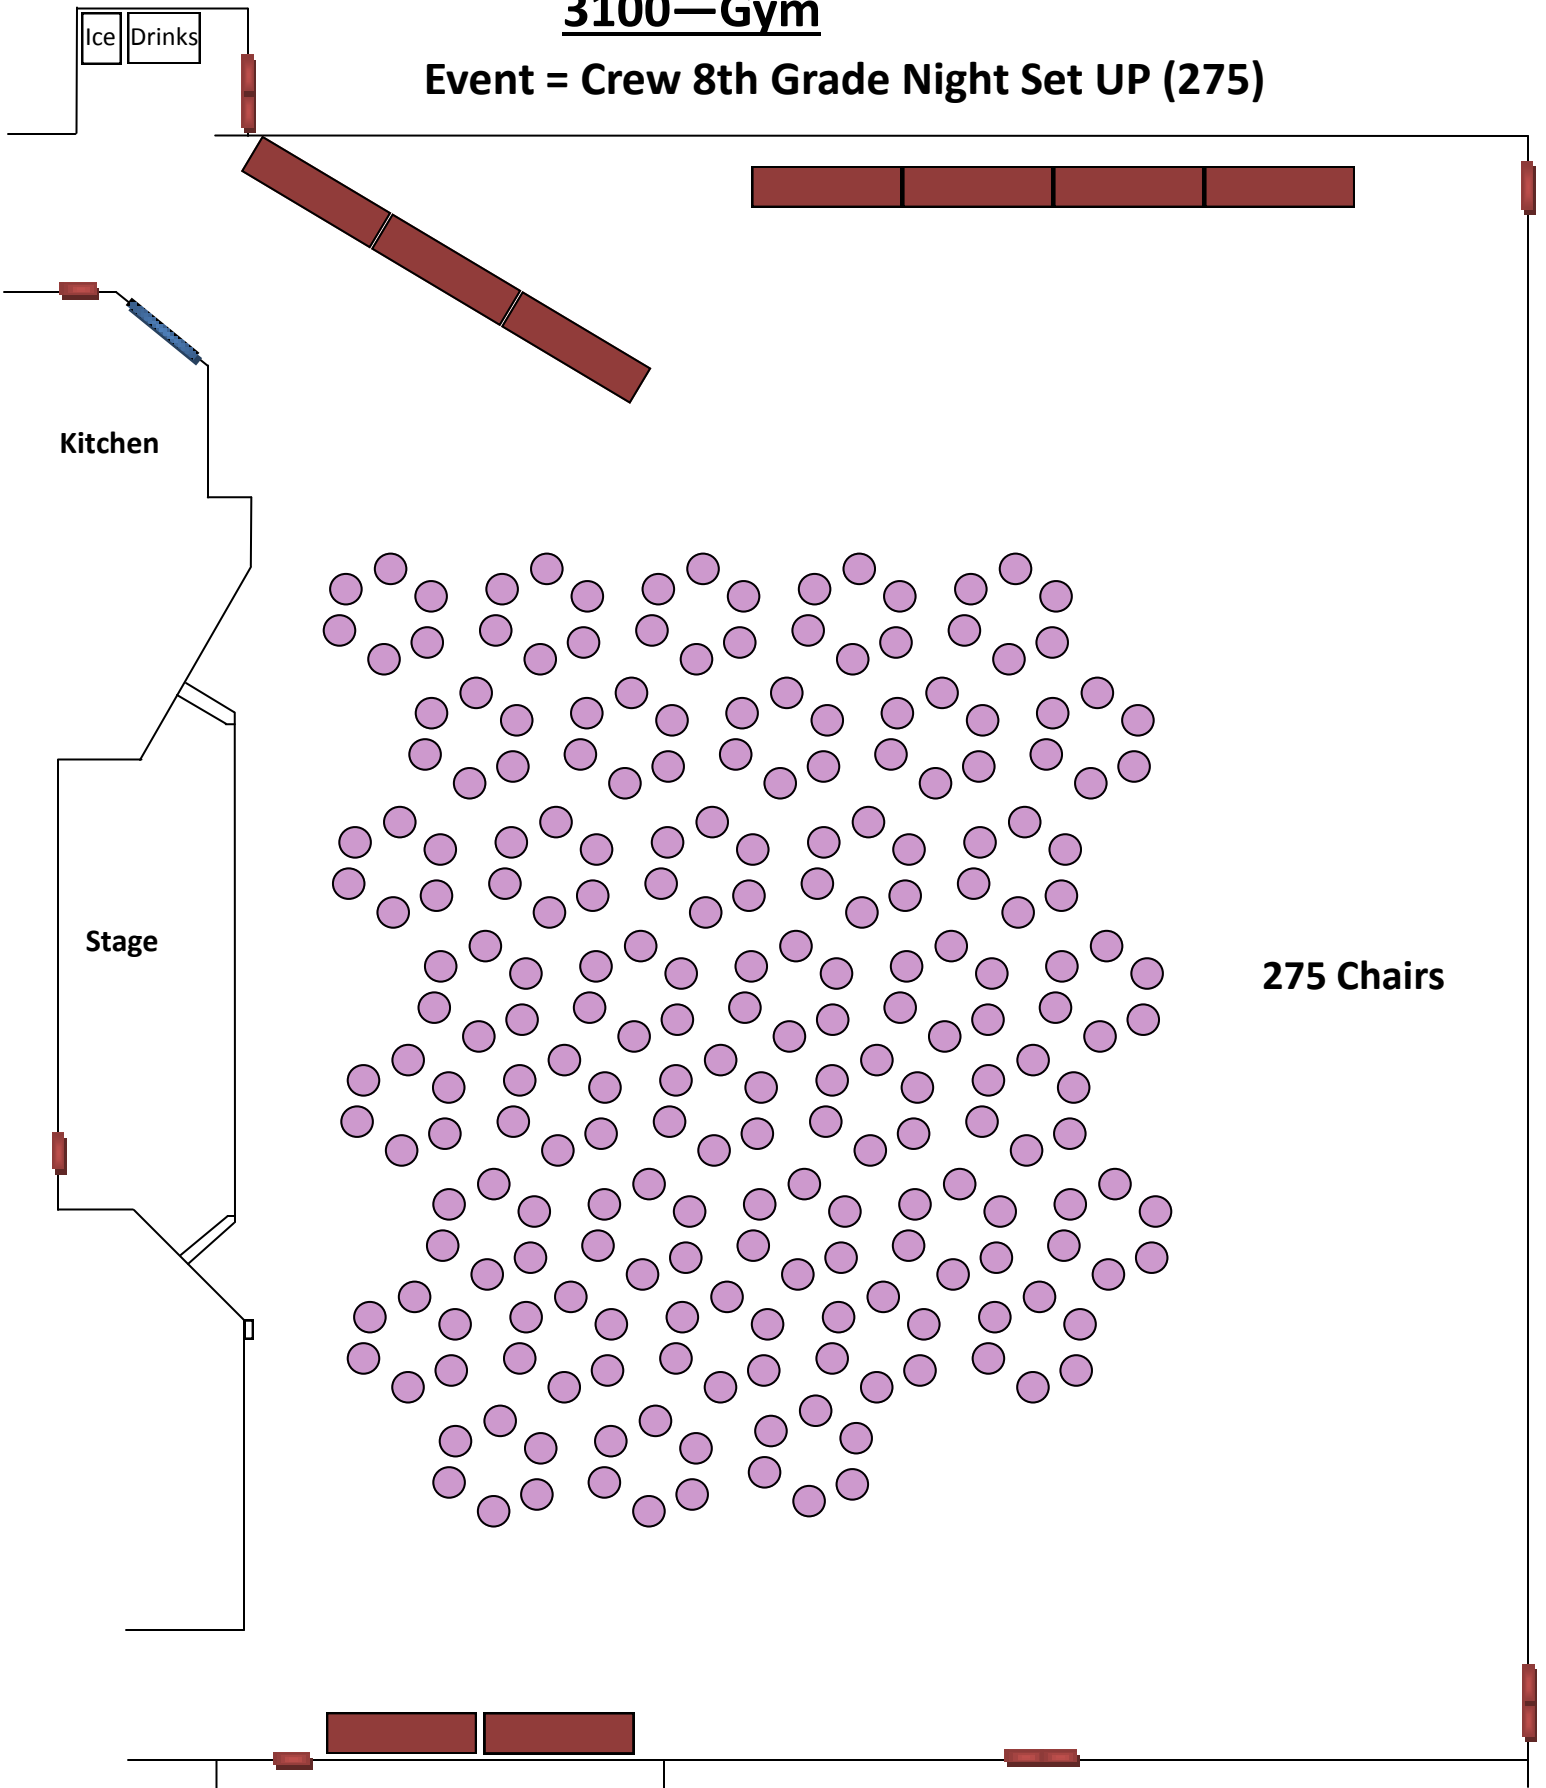 3100—Gym
Ice Drinks
Event = Crew 8th Grade Night Set UP (275)
Kitchen
Stage
275 Chairs